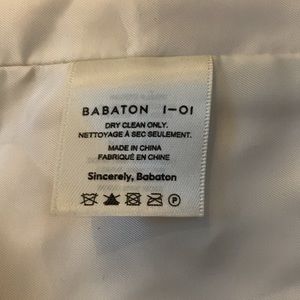 BABATON 1-01
DRY CLEAN ONLY.
NETTOYAGE À SEC SEULEMENT.
MADE IN CHINA
FABRIQUÉ EN CHINE
Sincerely, Babaton
P